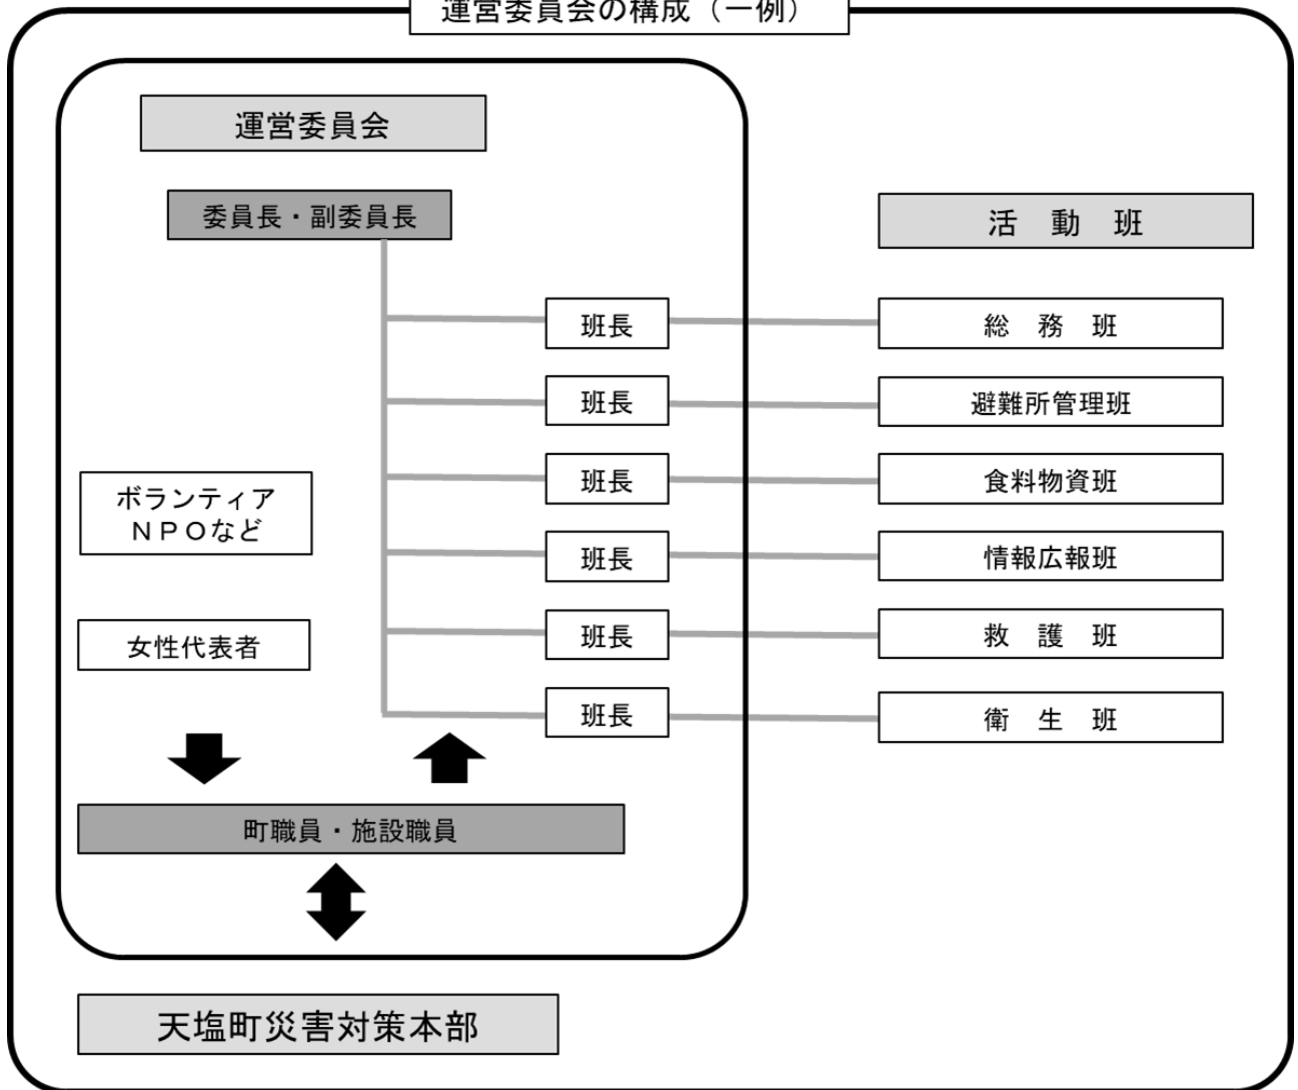 運営委員会の構成（一例）
運営委員会
委員長・副委員長
活　動　班
班長
総　務　班
班長
避難所管理班
班長
食料物資班
班長
情報広報班
班長
救　護　班
班長
衛　生　班
ボランティア
ＮＰＯなど
女性代表者
町職員・施設職員
天塩町災害対策本部